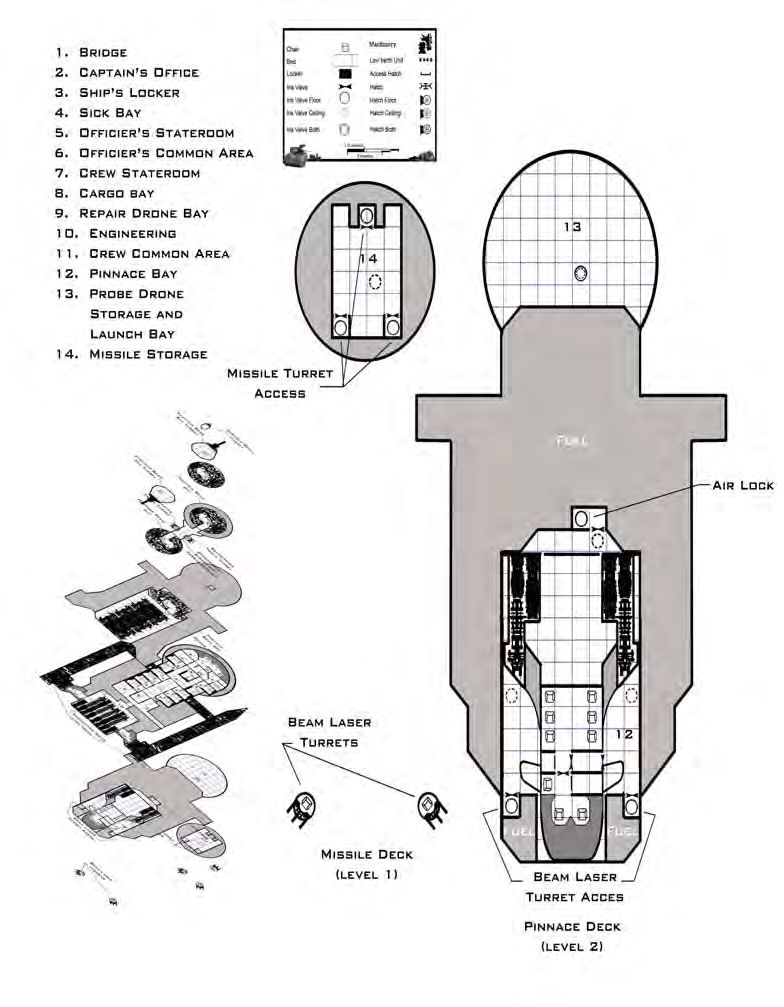 1. Bridge
2. Captain's Office
3. Ship's Locker
4. Sick Bay
5. Officier's Stateroom
6. Officier's Common Area
7. Crew Stateroom
8. Cargo bay
9. Repair Drone Bay
10. Engineering
11. Crew Common Area
12. Pinnace Bay
13. Probe Drone
Storage and
Launch Bay
14. Missile Storage
Chair
Bed
Locker
Iris Valve
Iris Valve Floor
Iris Valve Ceiling
Iris Valve Both
Machinery
Low berth Unit
Access Hatch
Hatch
Hatch Floor
Hatch Ceiling
Hatch Both
14
Missile Turret
Access
13
Fuel
Air Lock
12
Fuel
Fuel
Beam Laser
Turrets
Missile Deck
(level 1)
Beam Laser
Turret Acces
Pinnace Deck
(level 2)